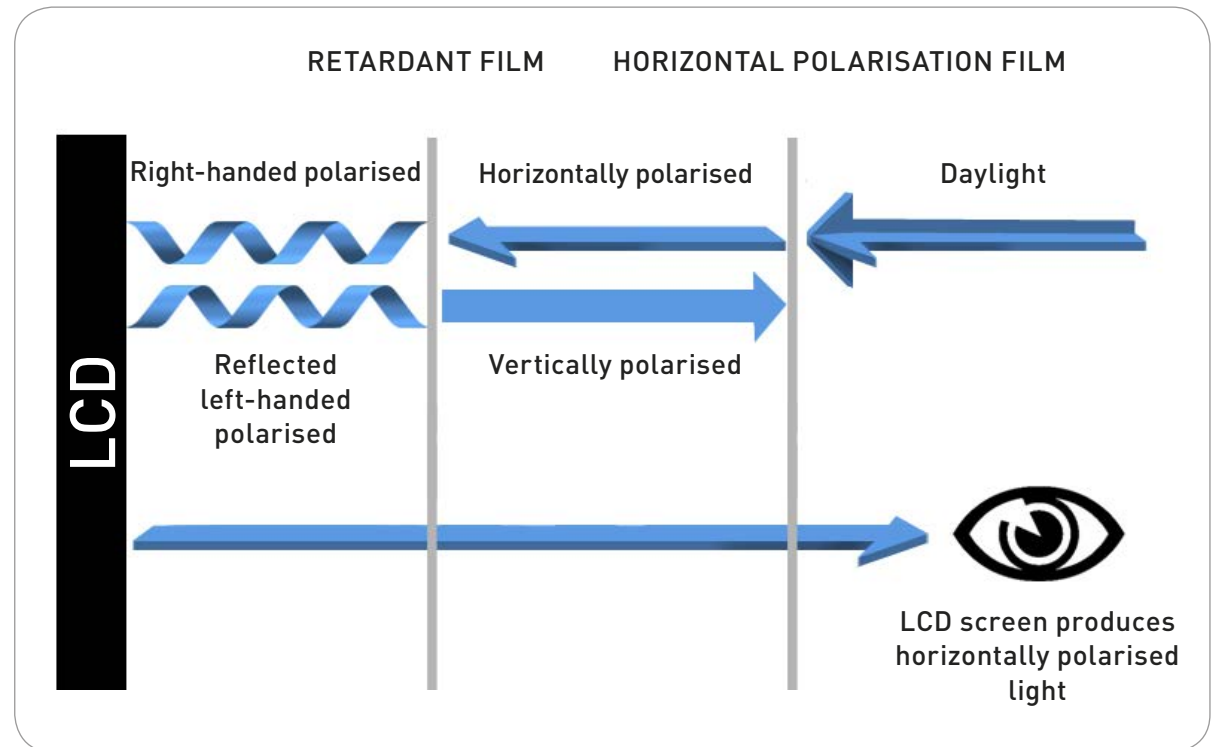 RETARDANT FILM
HORIZONTAL POLARISATION FILM
Right-handed polarised
Horizontally polarised
Daylight
Reflected
left-handed
polarised
Vertically polarised
LCD
LCD screen produces
horizontally polarised
light